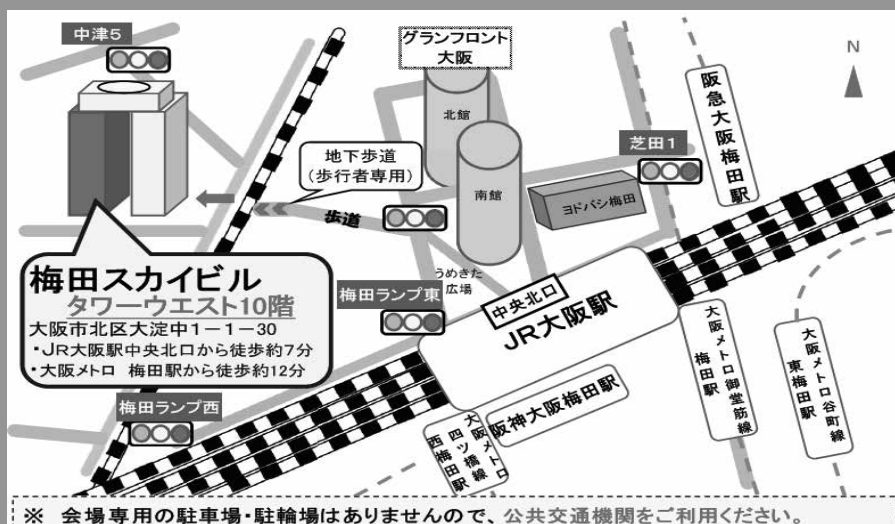 中津5
グランフロント
大阪
N
阪急大阪梅田駅
北館
芝田1
地下歩道
(歩行者専用)
南館
ヨドバシ梅田
歩道
梅田スカイビル
タワーウエスト10階
大阪市北区大淀中1-1-30
・JR大阪駅中央北口から徒歩約7分
・大阪メトロ 梅田駅から徒歩約12分
うめきた
広場
梅田ランプ東
中央北口
JR大阪駅
大阪メトロ御堂筋線
梅田駅
大阪メトロ谷町線
東梅田駅
阪神大阪梅田駅
梅田ランプ西
大阪メトロ
四ツ橋線
西梅田駅
※ 会場専用の駐車場・駐輪場はありませんので、公共交通機関をご利用ください。